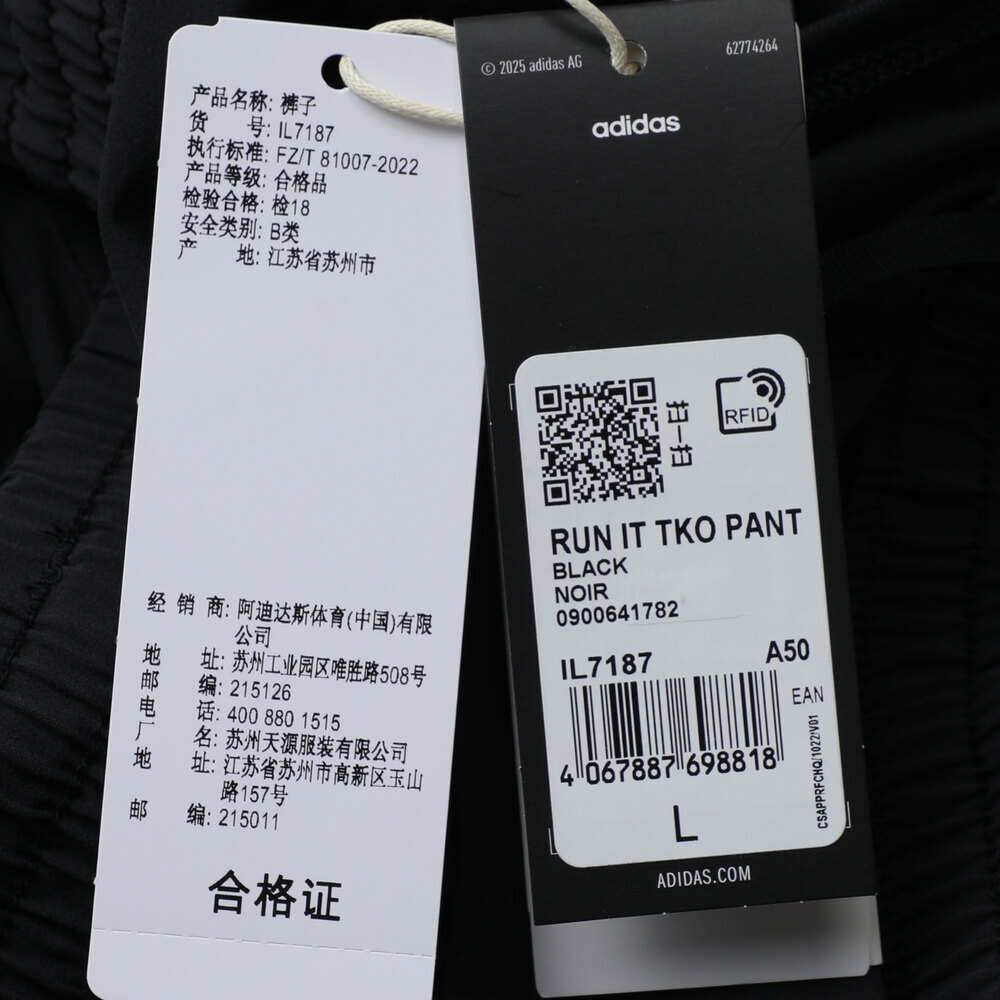 产品名称: 裤子
货 号: IL7187
执行标准: FZ/T 81007-2022
产品等级: 合格品
检验合格: 检18
安全类别: B类
产 地: 江苏省苏州市
经 销 商: 阿迪达斯体育(中国)有限
公司
地 址: 苏州工业园区唯胜路508号
邮 编: 215126
电 话: 400 880 1515
厂 名: 苏州天源服装有限公司
地 址: 江苏省苏州市高新区玉山
路157号
邮 编: 215011
合格证
© 2025 adidas AG
62774264
adidas
扫一扫
RFID
RUN IT TKO PANT
BLACK
NOIR
0900641782
IL7187 A50
EAN
4 067887 698818
CSAPPRFCHQ/1022/V01
L
ADIDAS.COM